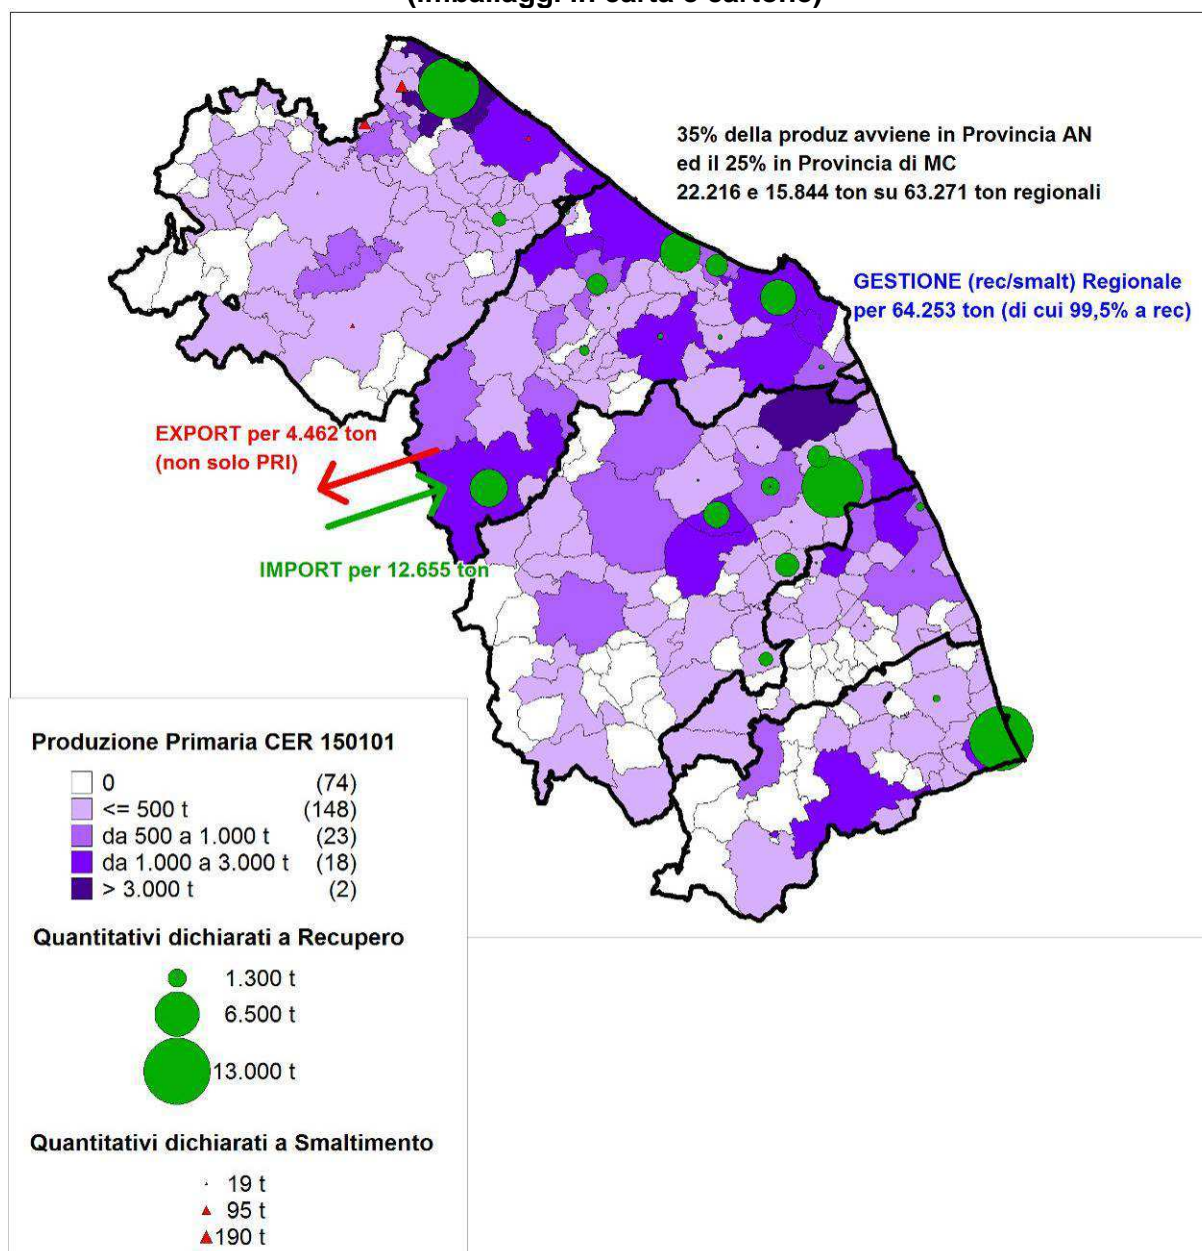 (imballaggi in carta e cartone)
35% della produz avviene in Provincia AN
ed il 25% in Provincia di MC
22.216 e 15.844 ton su 63.271 ton regionali
GESTIONE (rec/smalt) Regionale
per 64.253 ton (di cui 99,5% a rec)
EXPORT per 4.462 ton
(non solo PRI)
IMPORT per 12.655 ton
Produzione Primaria CER 150101
0 (74)
<= 500 t (148)
da 500 a 1.000 t (23)
da 1.000 a 3.000 t (18)
> 3.000 t (2)
Quantitativi dichiarati a Recupero
1.300 t
6.500 t
13.000 t
Quantitativi dichiarati a Smaltimento
19 t
95 t
190 t